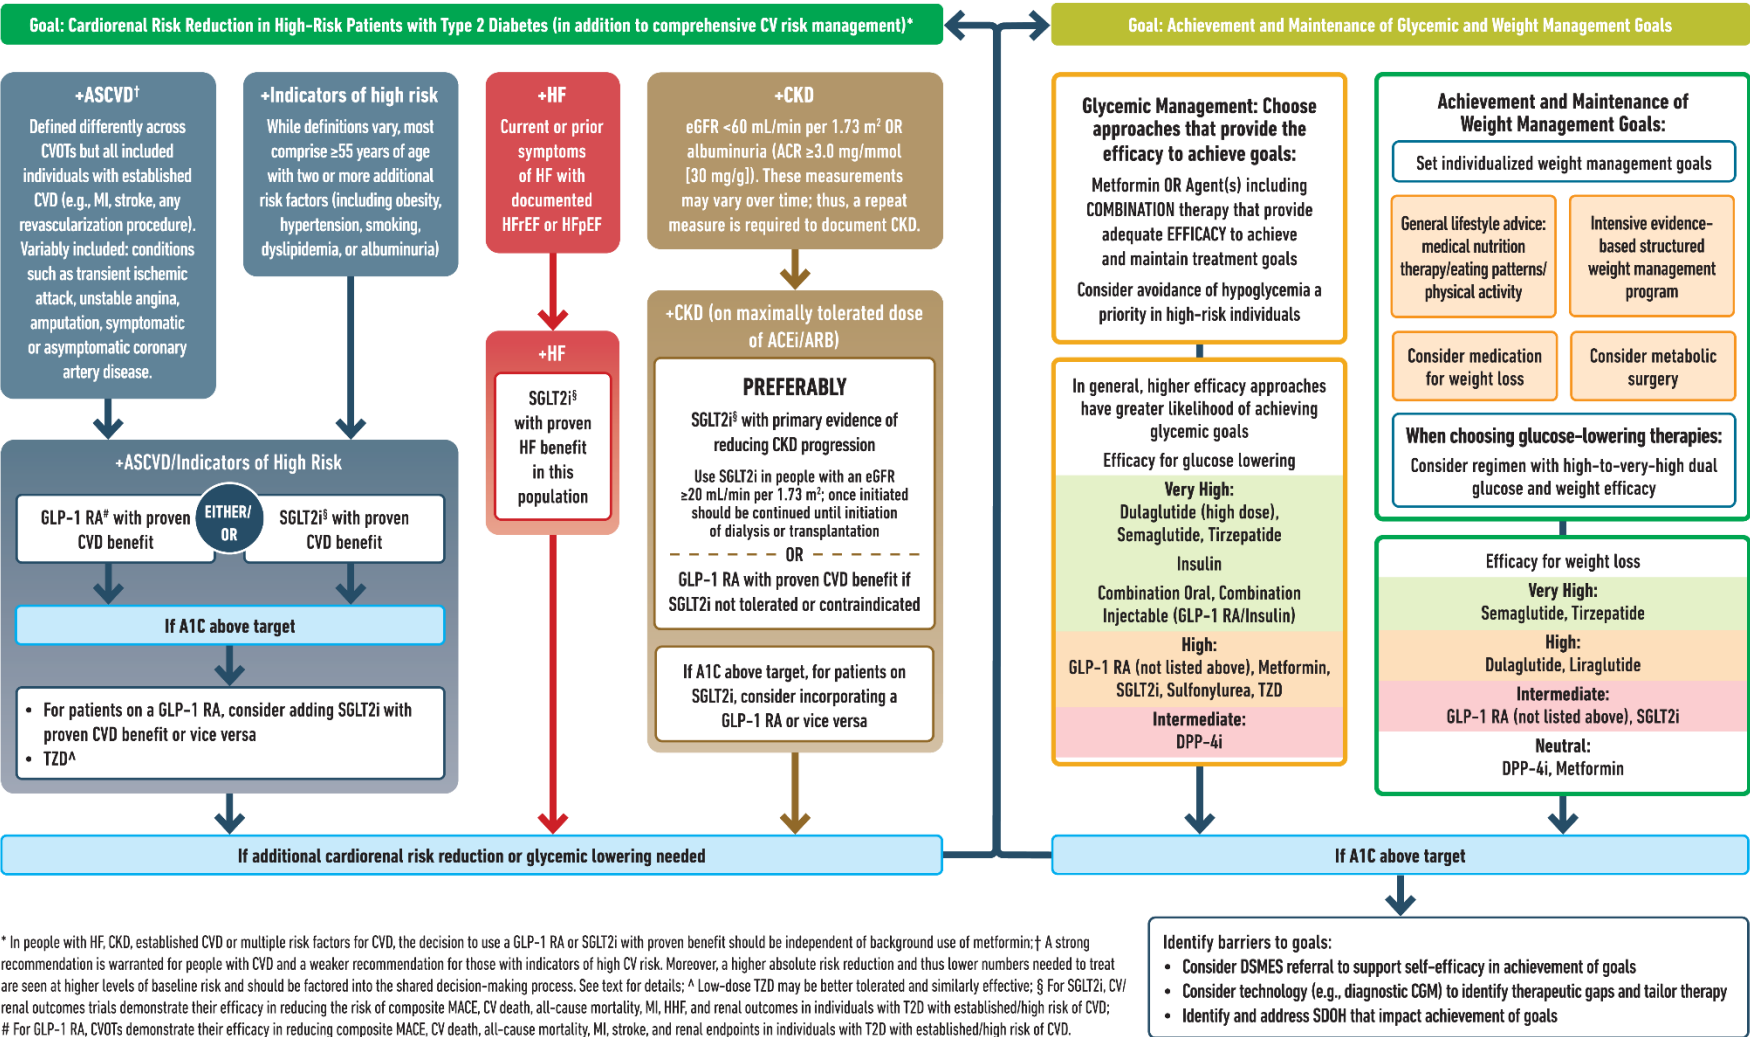 Goal: Cardiorenal Risk Reduction in High-Risk Patients with Type 2 Diabetes (in addition to comprehensive CV risk management)*
+ASCVD†
Defined differently across
CVOTs but all included
individuals with established
CVD (e.g., MI, stroke, any
revascularization procedure).
Variably included: conditions
such as transient ischemic
attack, unstable angina,
amputation, symptomatic
or asymptomatic coronary
artery disease.
+Indicators of high risk
While definitions vary, most
comprise ≥55 years of age
with two or more additional
risk factors (including obesity,
hypertension, smoking,
dyslipidemia, or albuminuria)
+HF
Current or prior
symptoms
of HF with
documented
HFrEF or HFpEF
+CKD
eGFR <60 mL/min per 1.73 m² OR
albuminuria (ACR ≥3.0 mg/mmol
[30 mg/g]). These measurements
may vary over time; thus, a repeat
measure is required to document CKD.
+ASCVD/Indicators of High Risk
GLP-1 RA# with proven
CVD benefit
EITHER/
OR
SGLT2i§ with proven
CVD benefit
If A1C above target
• For patients on a GLP-1 RA, consider adding SGLT2i with
proven CVD benefit or vice versa
• TZD^
+HF
SGLT2i§
with proven
HF benefit
in this
population
+CKD (on maximally tolerated dose
of ACEi/ARB)
PREFERABLY
SGLT2i§ with primary evidence of
reducing CKD progression
Use SGLT2i in people with an eGFR
≥20 mL/min per 1.73 m²; once initiated
should be continued until initiation
of dialysis or transplantation
OR
GLP-1 RA with proven CVD benefit if
SGLT2i not tolerated or contraindicated
If A1C above target, for patients on
SGLT2i, consider incorporating a
GLP-1 RA or vice versa
If additional cardiorenal risk reduction or glycemic lowering needed
Goal: Achievement and Maintenance of Glycemic and Weight Management Goals
Glycemic Management: Choose
approaches that provide the
efficacy to achieve goals:
Metformin OR Agent(s) including
COMBINATION therapy that provide
adequate EFFICACY to achieve
and maintain treatment goals
Consider avoidance of hypoglycemia a
priority in high-risk individuals
In general, higher efficacy approaches
have greater likelihood of achieving
glycemic goals
Efficacy for glucose lowering
Very High:
Dulaglutide (high dose),
Semaglutide, Tirzepatide
Insulin
Combination Oral, Combination
Injectable (GLP-1 RA/Insulin)
High:
GLP-1 RA (not listed above), Metformin,
SGLT2i, Sulfonylurea, TZD
Intermediate:
DPP-4i
Achievement and Maintenance of
Weight Management Goals:
Set individualized weight management goals
General lifestyle advice:
medical nutrition
therapy/eating patterns/
physical activity
Intensive evidence-
based structured
weight management
program
Consider medication
for weight loss
Consider metabolic
surgery
When choosing glucose-lowering therapies:
Consider regimen with high-to-very-high dual
glucose and weight efficacy
Efficacy for weight loss
Very High:
Semaglutide, Tirzepatide
High:
Dulaglutide, Liraglutide
Intermediate:
GLP-1 RA (not listed above), SGLT2i
Neutral:
DPP-4i, Metformin
If A1C above target
Identify barriers to goals:
• Consider DSMES referral to support self-efficacy in achievement of goals
• Consider technology (e.g., diagnostic CGM) to identify therapeutic gaps and tailor therapy
• Identify and address SDOH that impact achievement of goals
* In people with HF, CKD, established CVD or multiple risk factors for CVD, the decision to use a GLP-1 RA or SGLT2i with proven benefit should be independent of background use of metformin; † A strong
recommendation is warranted for people with CVD and a weaker recommendation for those with indicators of high CV risk. Moreover, a higher absolute risk reduction and thus lower numbers needed to treat
are seen at higher levels of baseline risk and should be factored into the shared decision-making process. See text for details; ^ Low-dose TZD may be better tolerated and similarly effective; § For SGLT2i, CV/
renal outcomes trials demonstrate their efficacy in reducing the risk of composite MACE, CV death, all-cause mortality, MI, HHF, and renal outcomes in individuals with T2D with established/high risk of CVD;
# For GLP-1 RA, CVOTs demonstrate their efficacy in reducing composite MACE, CV death, all-cause mortality, MI, stroke, and renal endpoints in individuals with T2D with established/high risk of CVD.